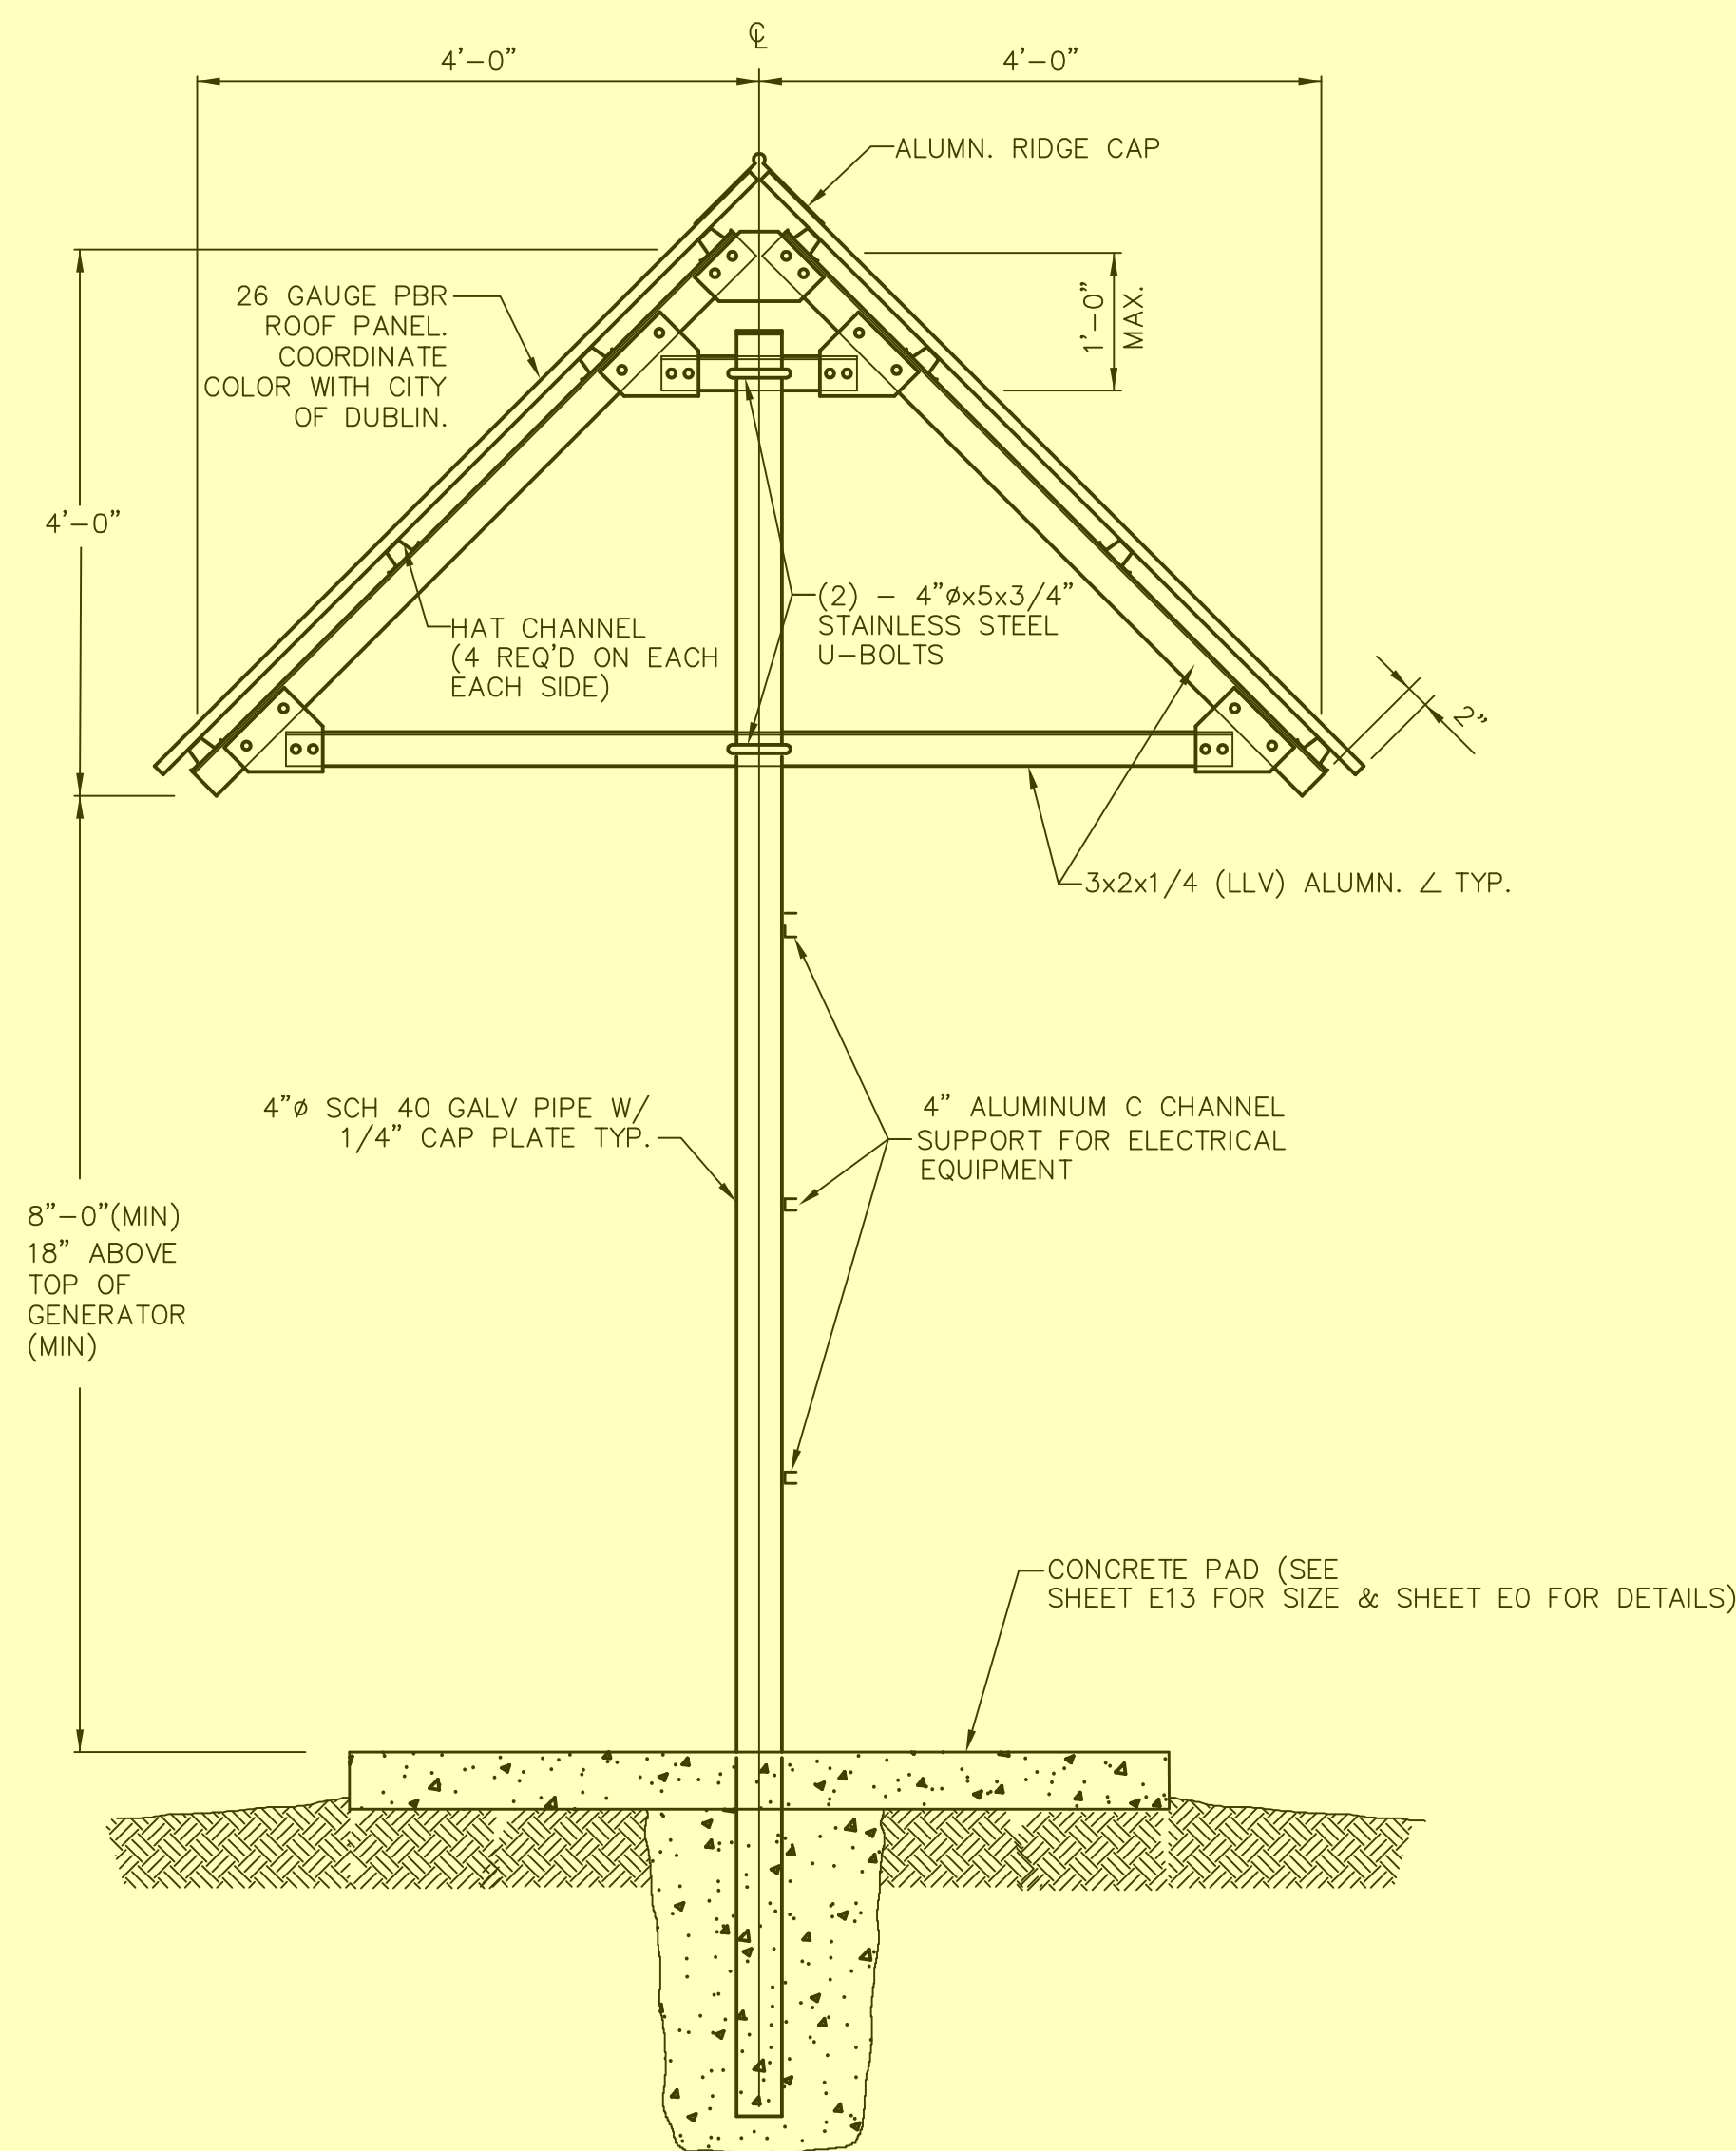 ℄
4'-0"
4'-0"
ALUMN. RIDGE CAP
26 GAUGE PBR
ROOF PANEL.
COORDINATE
COLOR WITH CITY
OF DUBLIN.
1'-0"
MAX.
4'-0"
(2) - 4"øx5x3/4"
STAINLESS STEEL
U-BOLTS
HAT CHANNEL
(4 REQ'D ON EACH
EACH SIDE)
2"
3x2x1/4 (LLV) ALUMN. ∠ TYP.
4"ø SCH 40 GALV PIPE W/
1/4" CAP PLATE TYP.
4" ALUMINUM C CHANNEL
SUPPORT FOR ELECTRICAL
EQUIPMENT
8"-0"(MIN)
18" ABOVE
TOP OF
GENERATOR
(MIN)
CONCRETE PAD (SEE
SHEET E13 FOR SIZE & SHEET E0 FOR DETAILS)